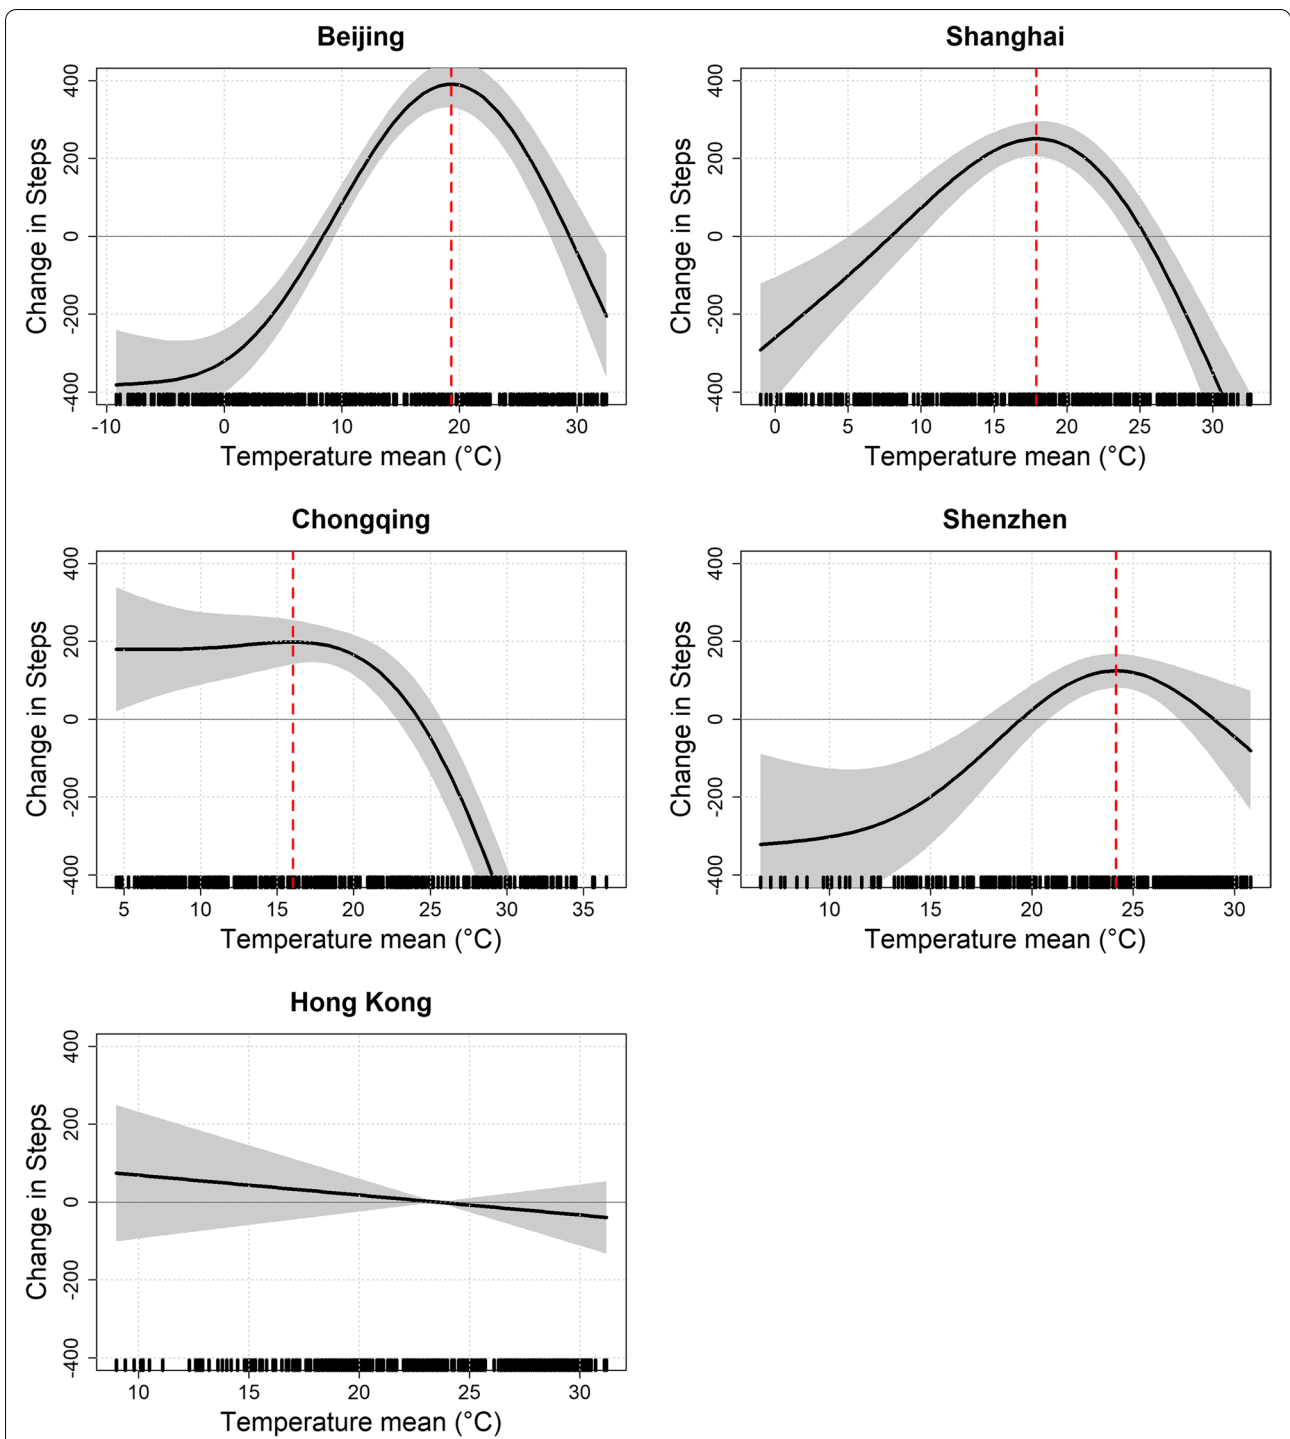 Beijing
Change in Steps
400
200
0
-200
-400
-10 0 10 20 30
Temperature mean (°C)
Shanghai
Change in Steps
400
200
0
-200
-400
0 5 10 15 20 25 30
Temperature mean (°C)
Chongqing
Change in Steps
400
200
0
-200
-400
5 10 15 20 25 30 35
Temperature mean (°C)
Shenzhen
Change in Steps
400
200
0
-200
-400
10 15 20 25 30
Temperature mean (°C)
Hong Kong
Change in Steps
400
200
0
-200
-400
10 15 20 25 30
Temperature mean (°C)